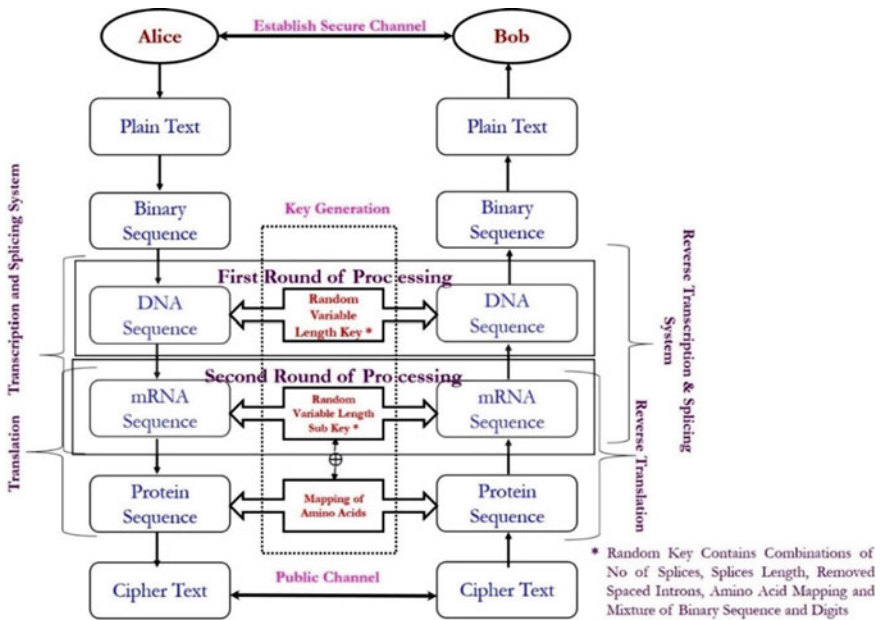 Alice
Establish Secure Channel
Bob
Plain Text
Plain Text
Binary
Sequence
Key Generation
Binary
Sequence
Transcription and Splicing System
Reverse Transcription & Splicing
System
First Round of Processing
DNA
Sequence
Random
Variable
Length Key *
DNA
Sequence
Second Round of Processing
mRNA
Sequence
Random
Variable Length
Sub Key *
mRNA
Sequence
Translation
Reverse Translation
⊕
Protein
Sequence
Mapping of
Amino Acids
Protein
Sequence
Cipher Text
Public Channel
Cipher Text
* Random Key Contains Combinations of
No of Splices, Splices Length, Removed
Spaced Introns, Amino Acid Mapping and
Mixture of Binary Sequence and Digits